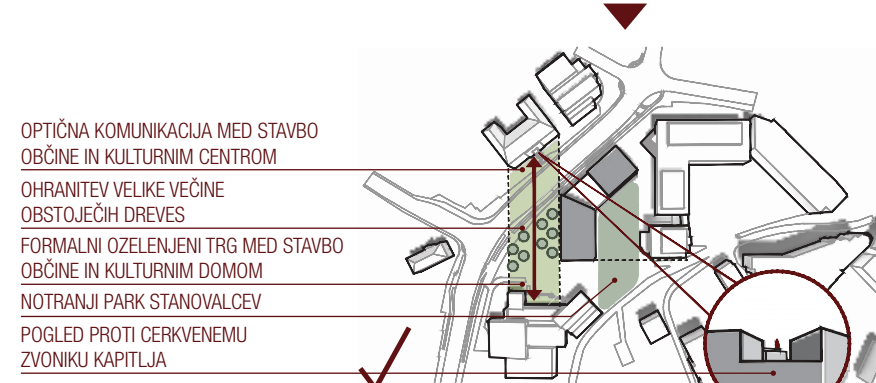 OPTIČNA KOMUNIKACIJA MED STAVBO
OBČINE IN KULTURNIM CENTROM
OHRANITEV VELIKE VEČINE
OBSTOJEČIH DREVES
FORMALNI OZELENJENI TRG MED STAVBO
OBČINE IN KULTURNIM DOMOM
NOTRANJI PARK STANOVALCEV
POGLED PROTI CERKVENEMU
ZVONIKU KAPITLJA